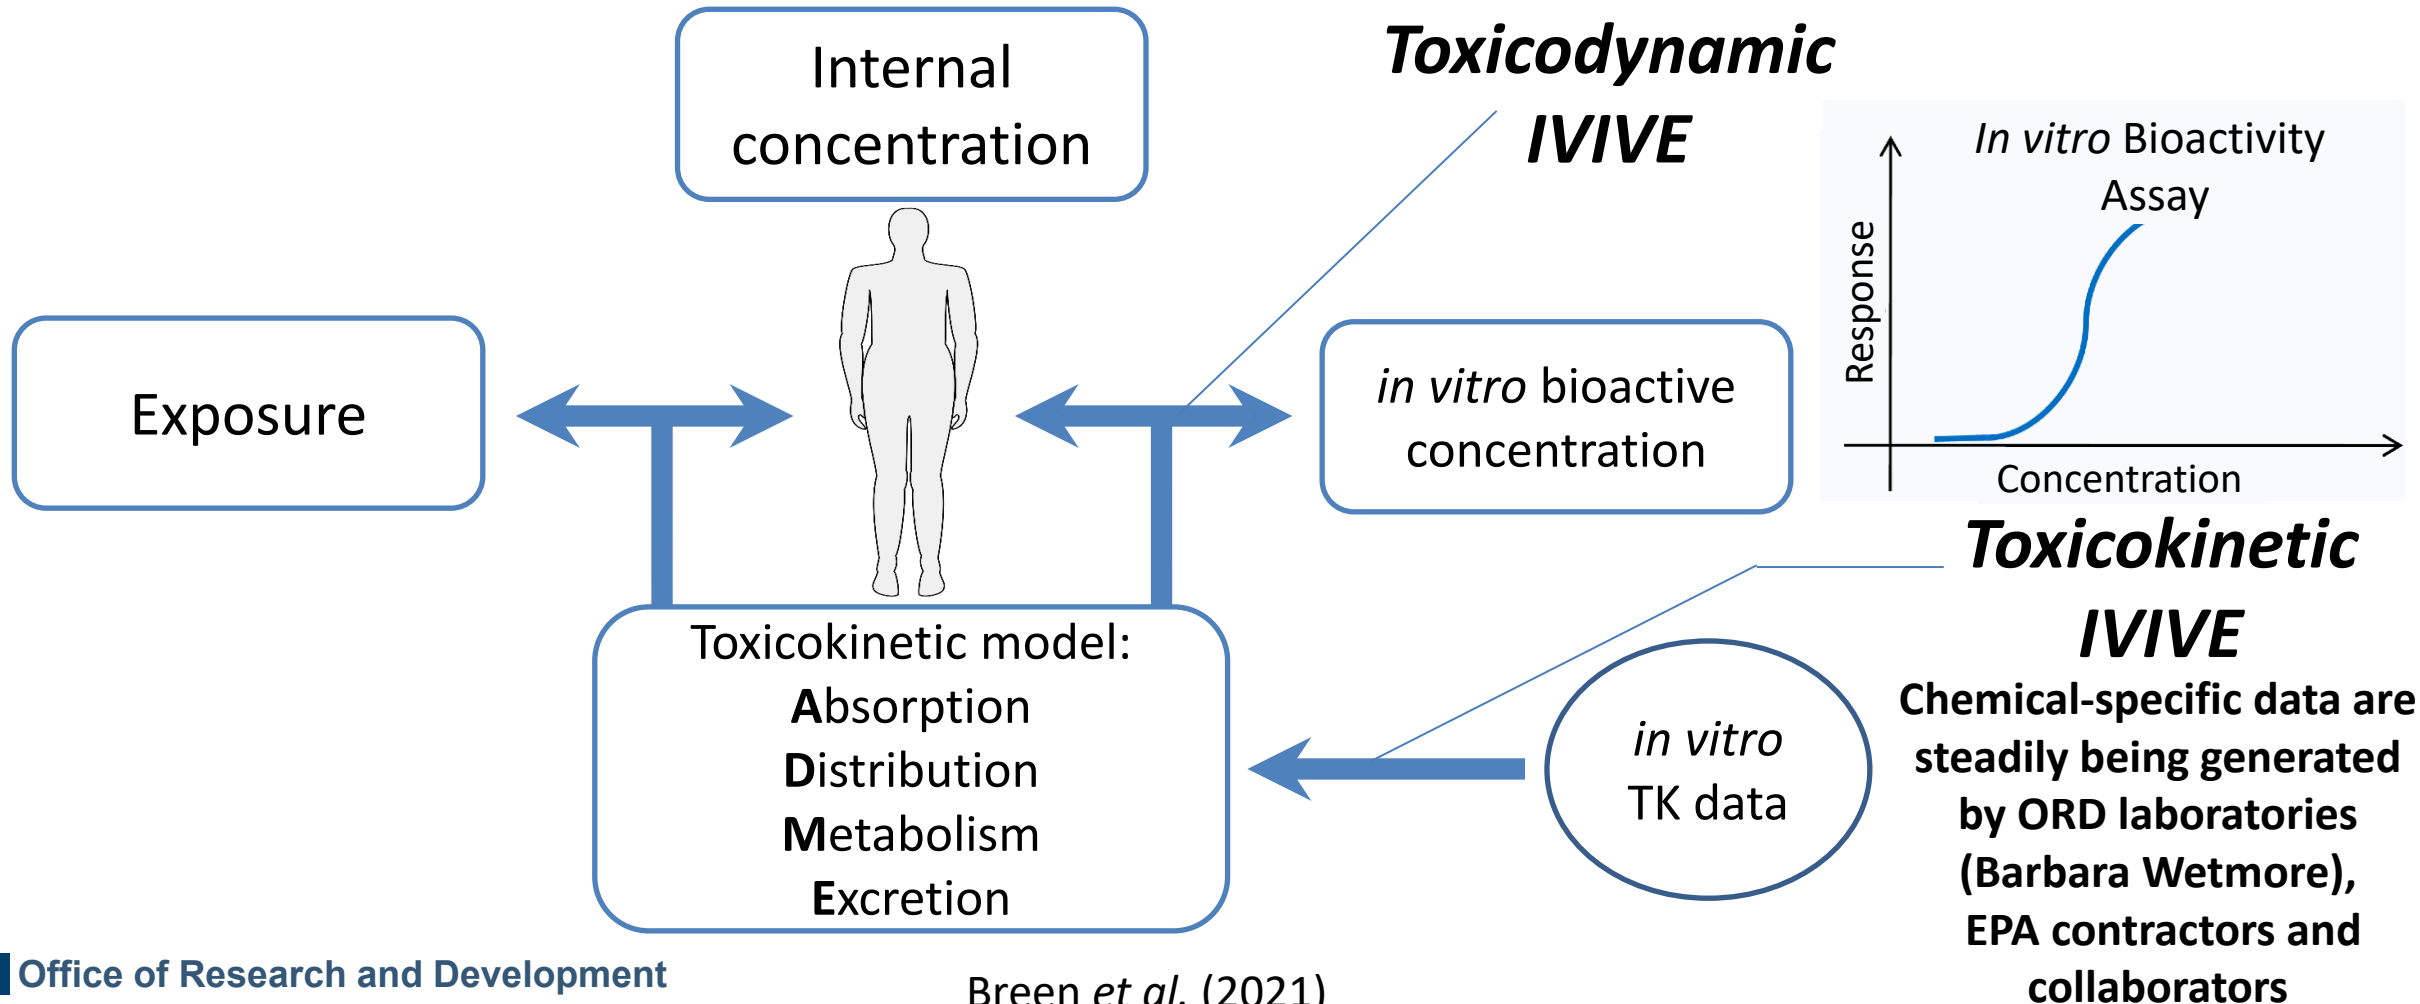 Internal
concentration
Toxicodynamic
IVIVE
In vitro Bioactivity
Assay
Response
Concentration
Exposure
in vitro bioactive
concentration
Toxicokinetic
IVIVE
Chemical-specific data are
steadily being generated
by ORD laboratories
(Barbara Wetmore),
EPA contractors and
collaborators
Toxicokinetic model:
Absorption
Distribution
Metabolism
Excretion
in vitro
TK data
Office of Research and Development
Breen et al. (2021)